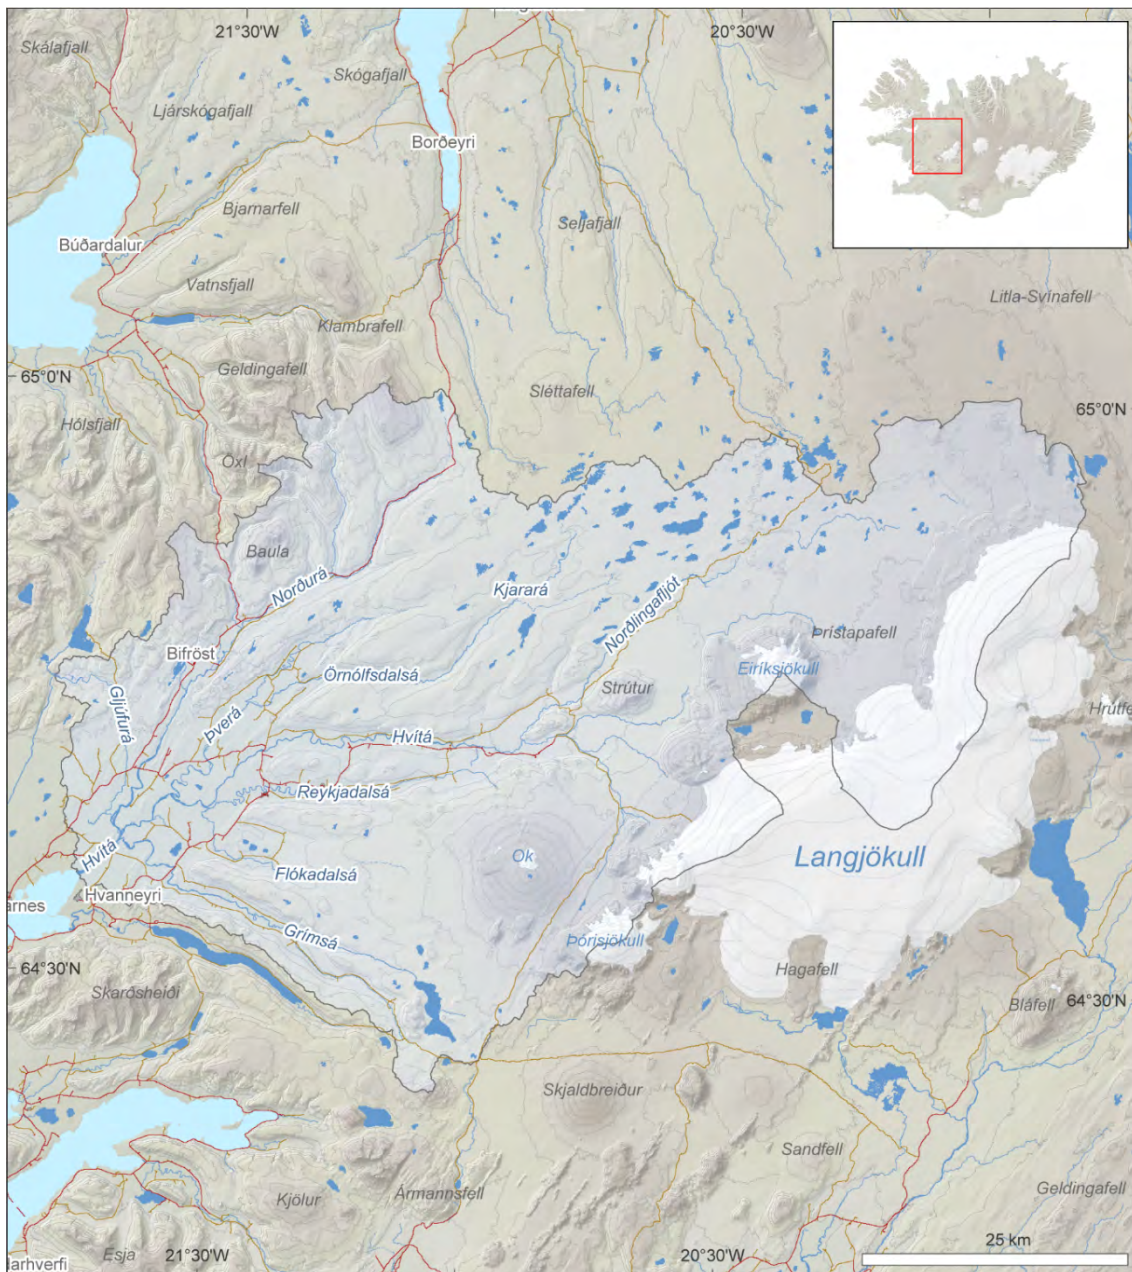 21°30'W
20°30'W
Skálafjall
Skógafjall
Ljárskógafjall
Borðeyri
Bjarnarfell
Seljafjall
Búðardalur
Vatnsfjall
Litla-Svínafell
Klambrafell
Geldingafell
65°0'N
Sléttafell
65°0'N
Hólsfjall
Öxl
Baula
Norðurá
Kjarará
Norðlingafljót
Þrístapafell
Bifröst
Eiríksjökull
Örnólfsdalsá
Strútur
Gljúfurá
Þverá
Hrútfe
Hvítá
Reykjadalsá
Hvítá
Ok
Langjökull
Flókadalsá
Hvanneyri
arnes
Grímsá
Þórisjökull
64°30'N
Hagafell
Skarðsheiði
Bláfell
64°30'N
Skjaldbreiður
Sandfell
Kjölur
Ármannsfell
Geldingafell
Esja
21°30'W
20°30'W
25 km
arhverfi